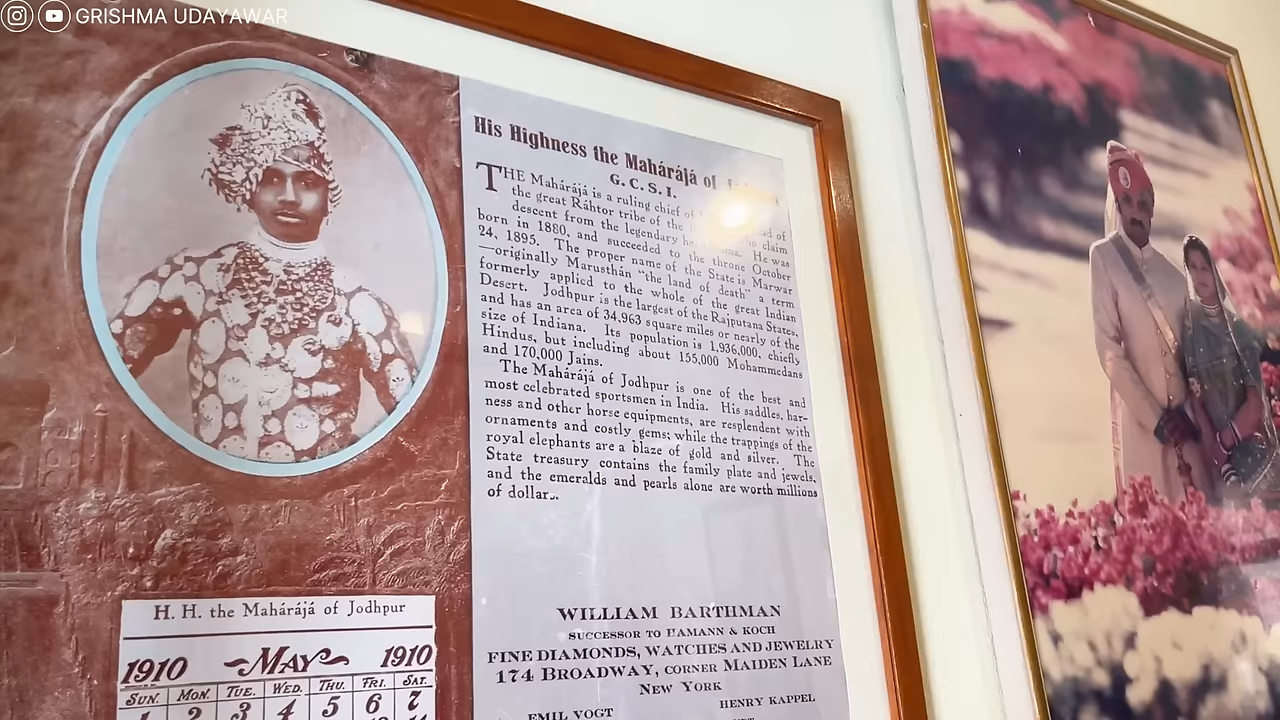 GRISHMA UDAYAWAR
His Highness the Mahárájá of
G. C. S. I.
THE Mahárájá is a ruling chief of
the great Râhtor tribe of the
descent from the legendary claim
born in 1880, and succeeded to the throne October He was
24, 1895. The proper name of the State is Marwar
—originally Marusthán "the land of death" a term
formerly applied to the whole of the great Indian
Desert. Jodhpur is the largest of the Rajputana States,
and has an area of 34,963 square miles or nearly of the
size of Indiana. Its population is 1,936,000, chiefly
Hindus, but including about 155,000 Mohammedans
and 170,000 Jains.
The Mahárájá of Jodhpur is one of the best and
most celebrated sportsmen in India. His saddles, har-
ness and other horse equipments, are resplendent with
ornaments and costly gems; while the trappings of the
royal elephants are a blaze of gold and silver. The
State treasury contains the family plate and jewels,
and the emeralds and pearls alone are worth millions
of dollars.
WILLIAM BARTHMAN
SUCCESSOR TO HAMANN & KOCH
FINE DIAMONDS, WATCHES AND JEWELRY
174 BROADWAY, CORNER MAIDEN LANE
NEW YORK
EMIL VOGT HENRY KAPPEL
H. H. the Mahárájá of Jodhpur
1910 MAY 1910
SUN. MON. TUE. WED. THU. FRI. SAT.
1 2 3 4 5 6 7